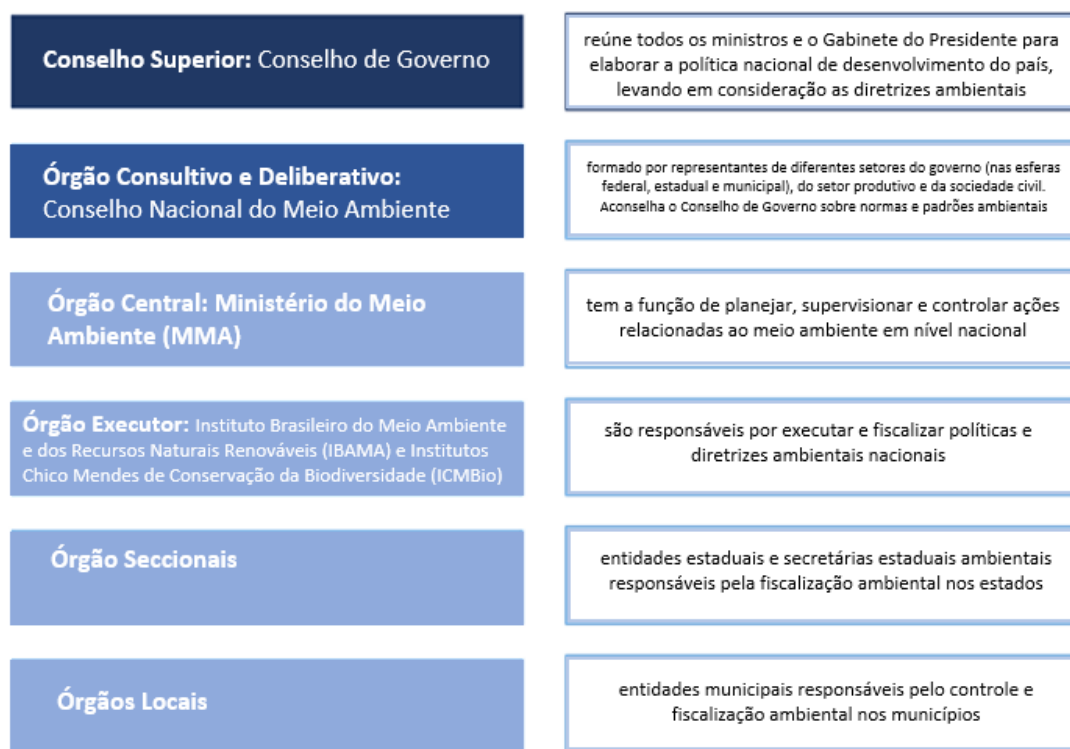 Conselho Superior: Conselho de Governo
reúne todos os ministros e o Gabinete do Presidente para
elaborar a política nacional de desenvolvimento do país,
levando em consideração as diretrizes ambientais
Órgão Consultivo e Deliberativo:
Conselho Nacional do Meio Ambiente
formado por representantes de diferentes setores do governo (nas esferas
federal, estadual e municipal), do setor produtivo e da sociedade civil.
Aconselha o Conselho de Governo sobre normas e padrões ambientais
Órgão Central: Ministério do Meio
Ambiente (MMA)
tem a função de planejar, supervisionar e controlar ações
relacionadas ao meio ambiente em nível nacional
Órgão Executor: Instituto Brasileiro do Meio Ambiente
e dos Recursos Naturais Renováveis (IBAMA) e Institutos
Chico Mendes de Conservação da Biodiversidade (ICMBio)
são responsáveis por executar e fiscalizar políticas e
diretrizes ambientais nacionais
Órgão Seccionais
entidades estaduais e secretárias estaduais ambientais
responsáveis pela fiscalização ambiental nos estados
Órgãos Locais
entidades municipais responsáveis pelo controle e
fiscalização ambiental nos municípios